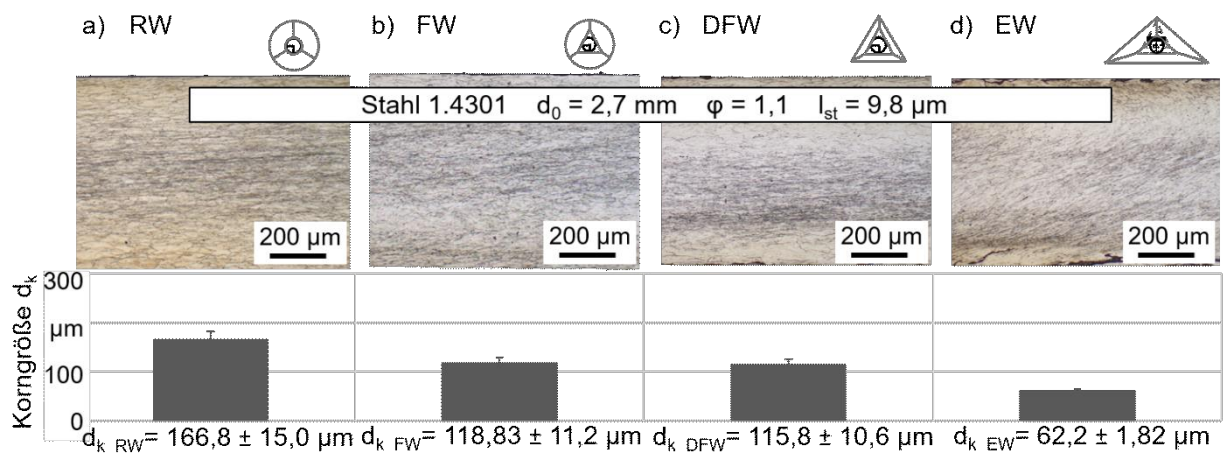 a) RW b) FW c) DFW d) EW
Stahl 1.4301 d0 = 2,7 mm φ = 1,1 lst = 9,8 µm
200 µm 200 µm 200 µm 200 µm
Korngröße dk
300
µm
100
0
dk RW= 166,8 ± 15,0 µm dk FW= 118,83 ± 11,2 µm dk DFW= 115,8 ± 10,6 µm dk EW= 62,2 ± 1,82 µm